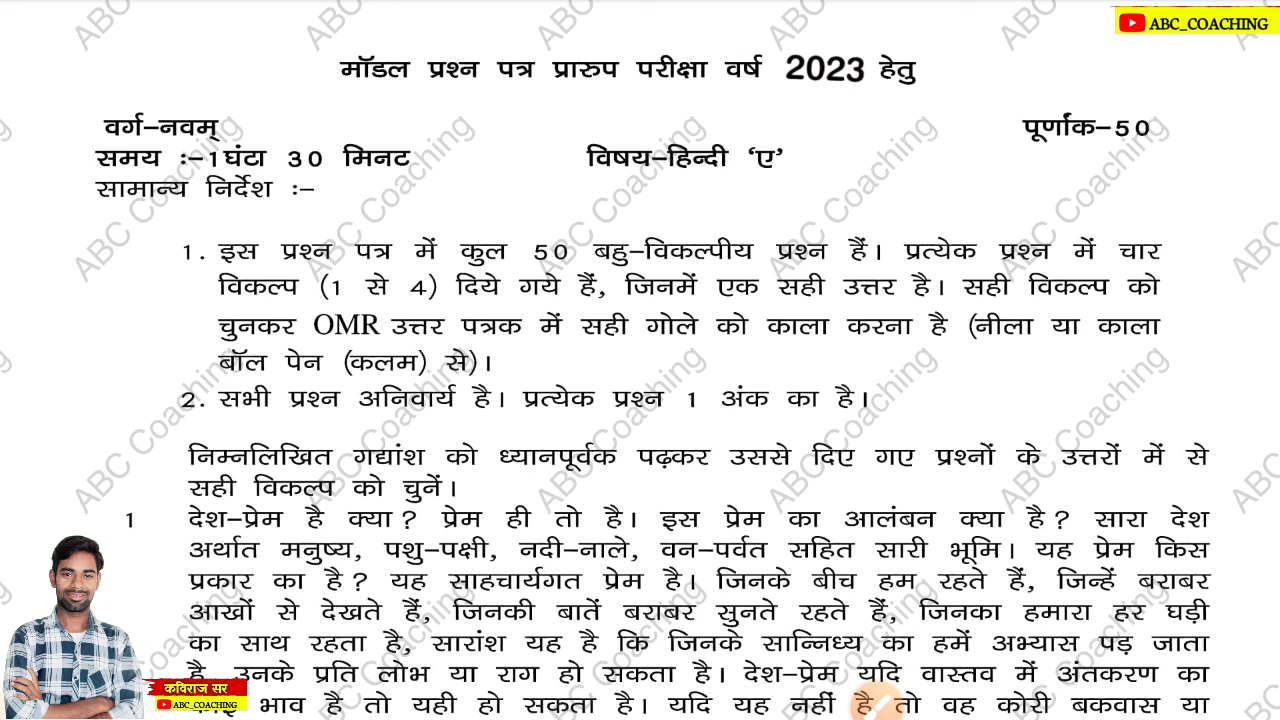 ABC_COACHING
मॉडल प्रश्न पत्र प्रारुप परीक्षा वर्ष 2023 हेतु
वर्ग–नवम् पूर्णांक–50
समय :–1घंटा 30 मिनट विषय–हिन्दी ‘ए’
सामान्य निर्देश :–
1. इस प्रश्न पत्र में कुल 50 बहु–विकल्पीय प्रश्न हैं। प्रत्येक प्रश्न में चार
विकल्प (1 से 4) दिये गये हैं, जिनमें एक सही उत्तर है। सही विकल्प को
चुनकर OMR उत्तर पत्रक में सही गोले को काला करना है (नीला या काला
बॉल पेन (कलम) से)।
2. सभी प्रश्न अनिवार्य है। प्रत्येक प्रश्न 1 अंक का है।
निम्नलिखित गद्यांश को ध्यानपूर्वक पढ़कर उससे दिए गए प्रश्नों के उत्तरों में से
सही विकल्प को चुनें।
1 देश–प्रेम है क्या? प्रेम ही तो है। इस प्रेम का आलंबन क्या है? सारा देश
अर्थात मनुष्य, पशु–पक्षी, नदी–नाले, वन–पर्वत सहित सारी भूमि। यह प्रेम किस
प्रकार का है? यह साहचार्यगत प्रेम है। जिनके बीच हम रहते हैं, जिन्हें बराबर
आखों से देखते हैं, जिनकी बातें बराबर सुनते रहते हैं, जिनका हमारा हर घड़ी
का साथ रहता है, सारांश यह है कि जिनके सान्निध्य का हमें अभ्यास पड़ जाता
है उनके प्रति लोभ या राग हो सकता है। देश–प्रेम यदि वास्तव में अंतकरण का
भाव है तो यही हो सकता है। यदि यह नहीं है तो वह कोरी बकवास या
कविराज सर
ABC_COACHING
ABC Coaching